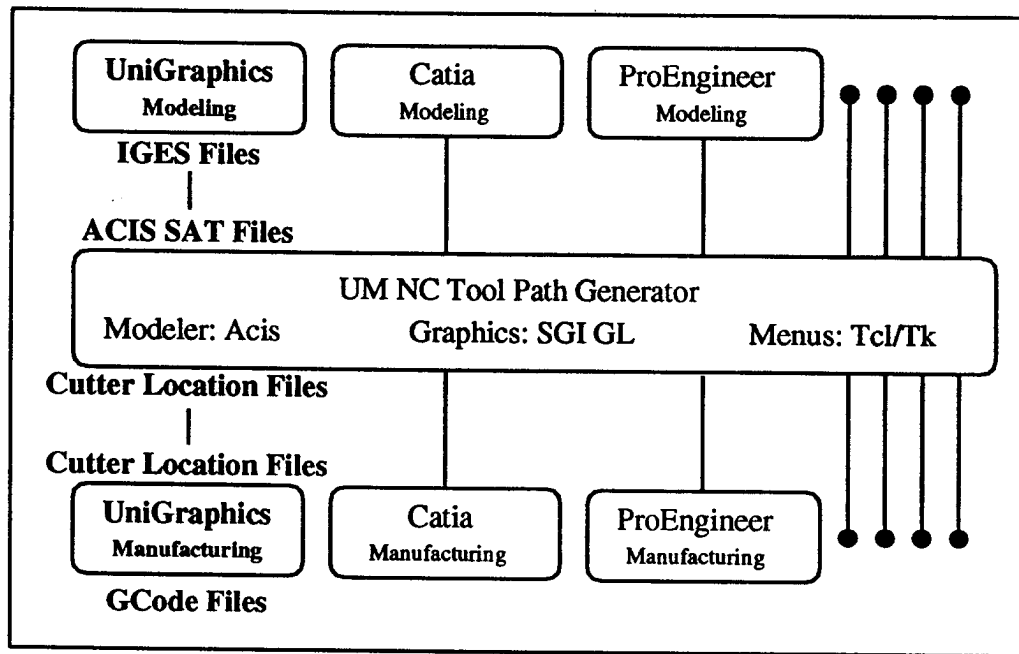 UniGraphics
Modeling
Catia
Modeling
ProEngineer
Modeling
IGES Files
ACIS SAT Files
UM NC Tool Path Generator
Modeler: Acis
Graphics: SGI GL
Menus: Tcl/Tk
Cutter Location Files
Cutter Location Files
UniGraphics
Manufacturing
Catia
Manufacturing
ProEngineer
Manufacturing
GCode Files